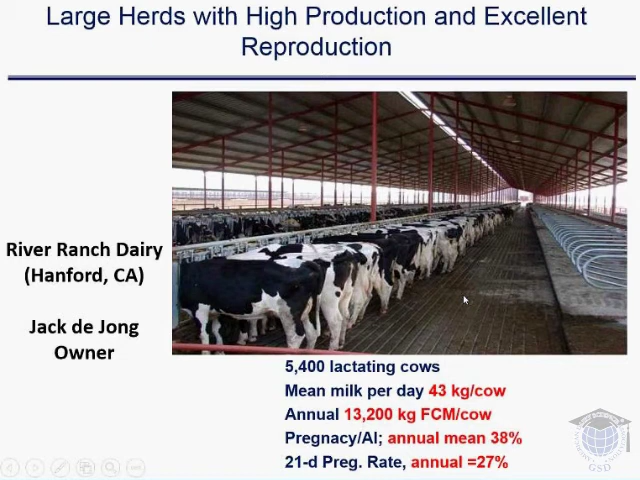 Large Herds with High Production and Excellent
Reproduction
River Ranch Dairy
(Hanford, CA)
Jack de Jong
Owner
5,400 lactating cows
Mean milk per day 43 kg/cow
Annual 13,200 kg FCM/cow
Pregnacy/AI; annual mean 38%
21-d Preg. Rate, annual =27%
GSD